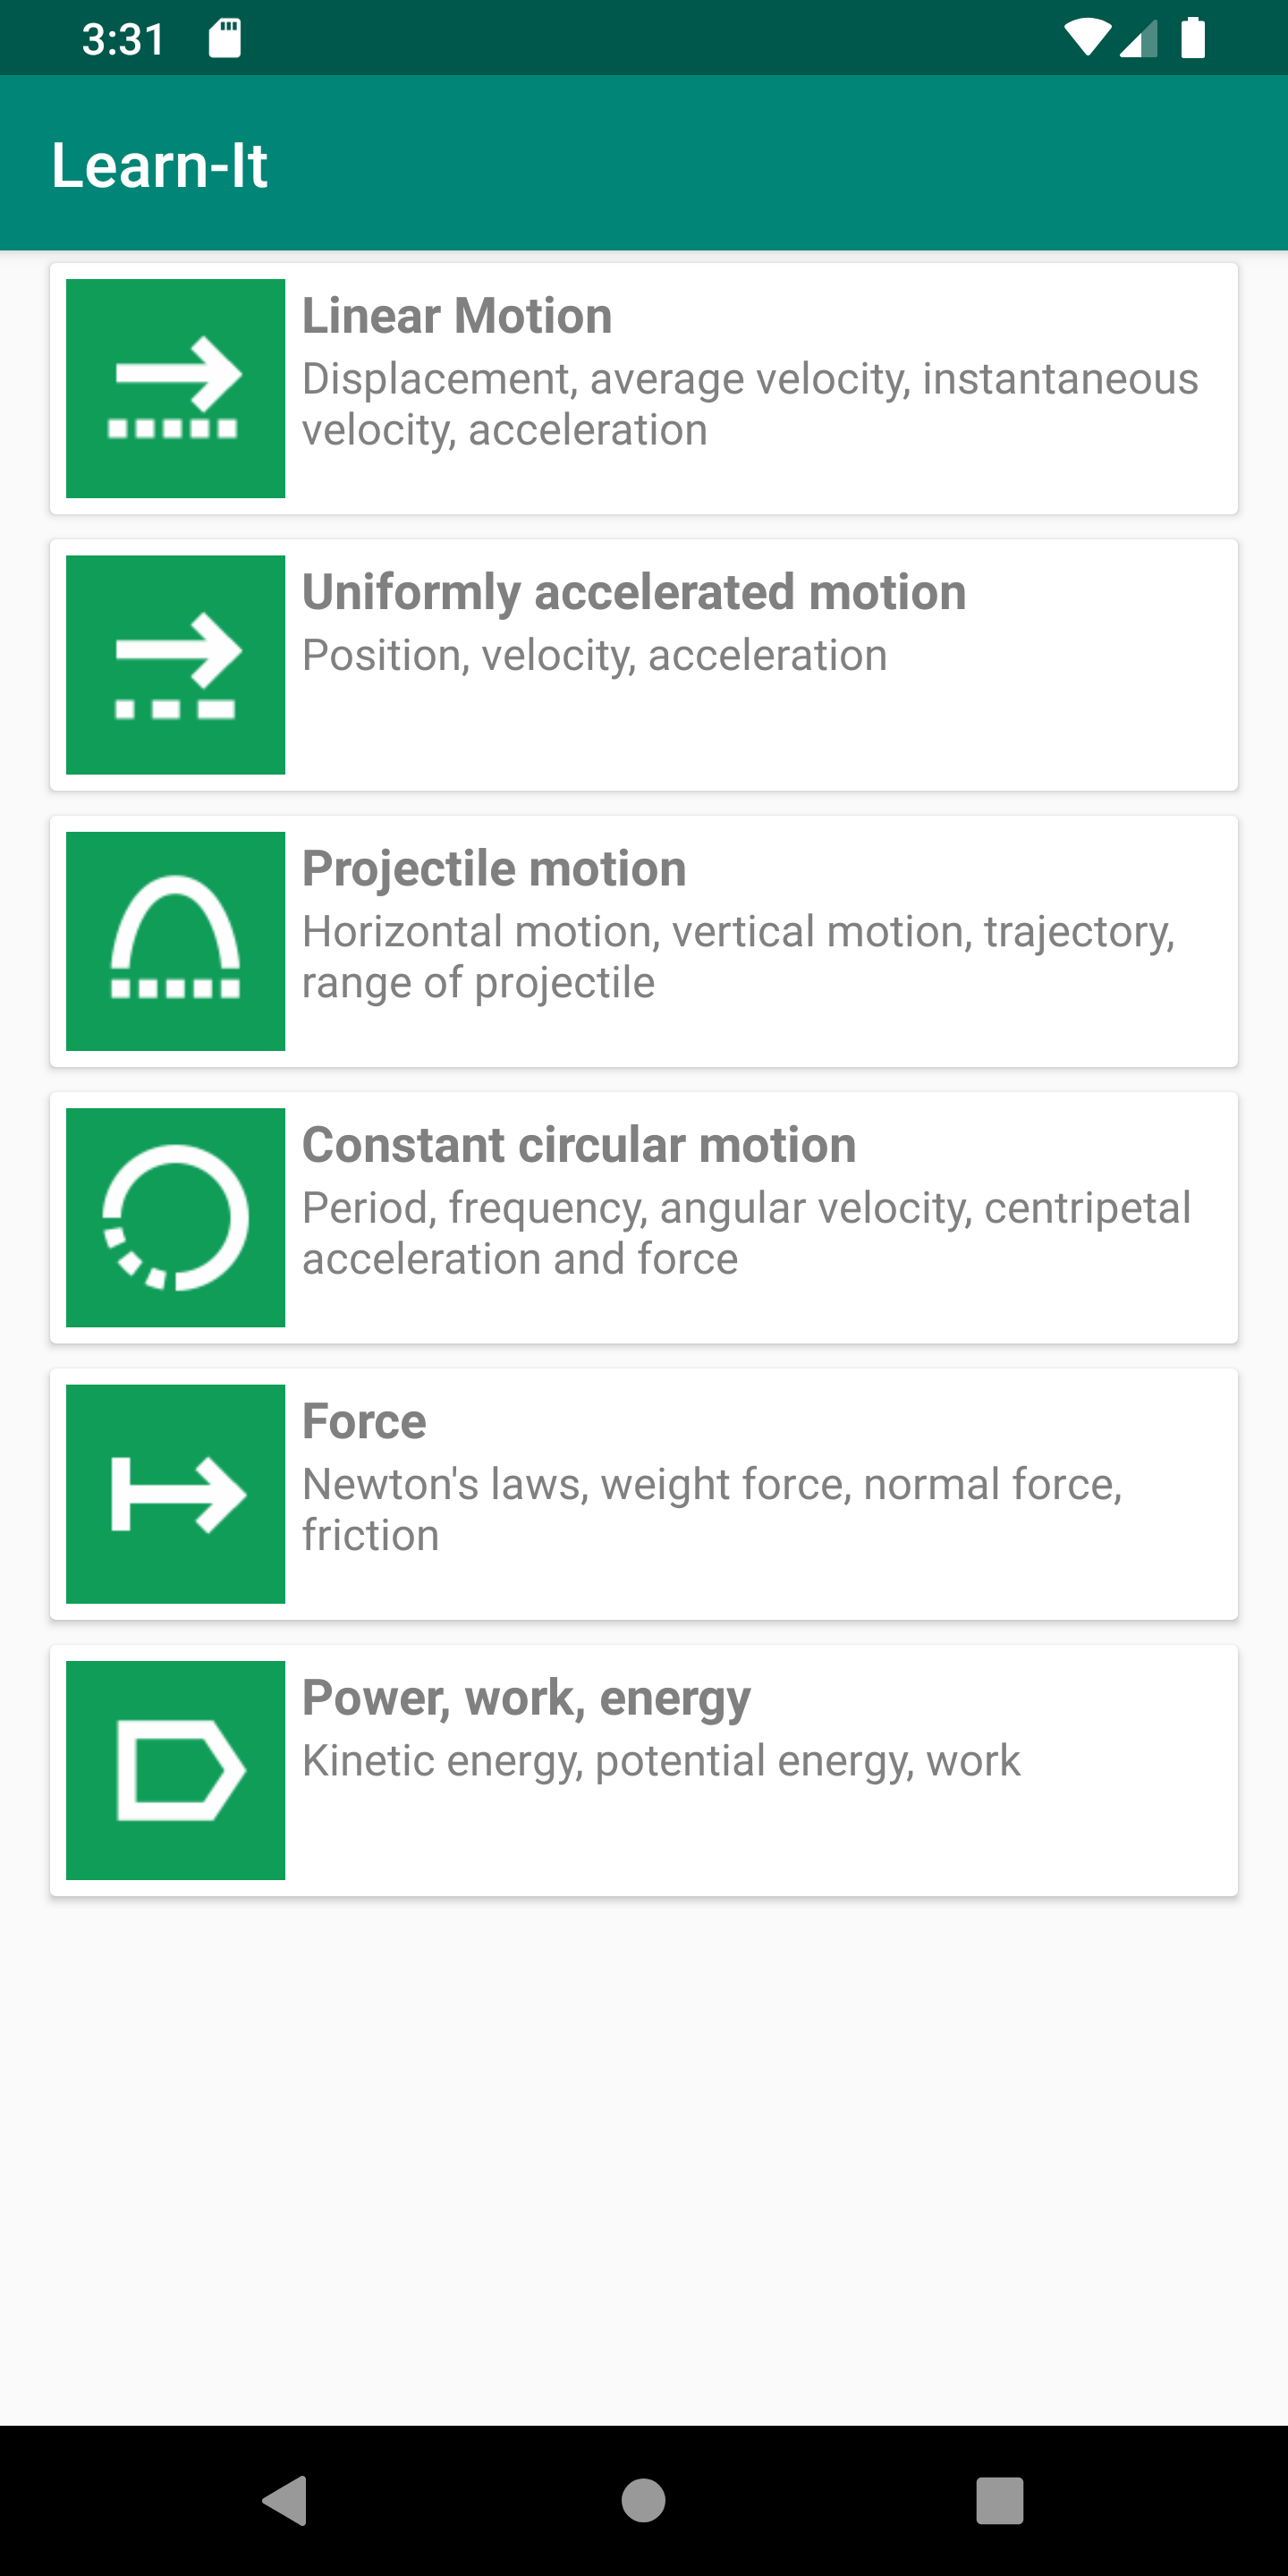 3:31
Learn-It
Linear Motion
Displacement, average velocity, instantaneous
velocity, acceleration
Uniformly accelerated motion
Position, velocity, acceleration
Projectile motion
Horizontal motion, vertical motion, trajectory,
range of projectile
Constant circular motion
Period, frequency, angular velocity, centripetal
acceleration and force
Force
Newton's laws, weight force, normal force,
friction
Power, work, energy
Kinetic energy, potential energy, work